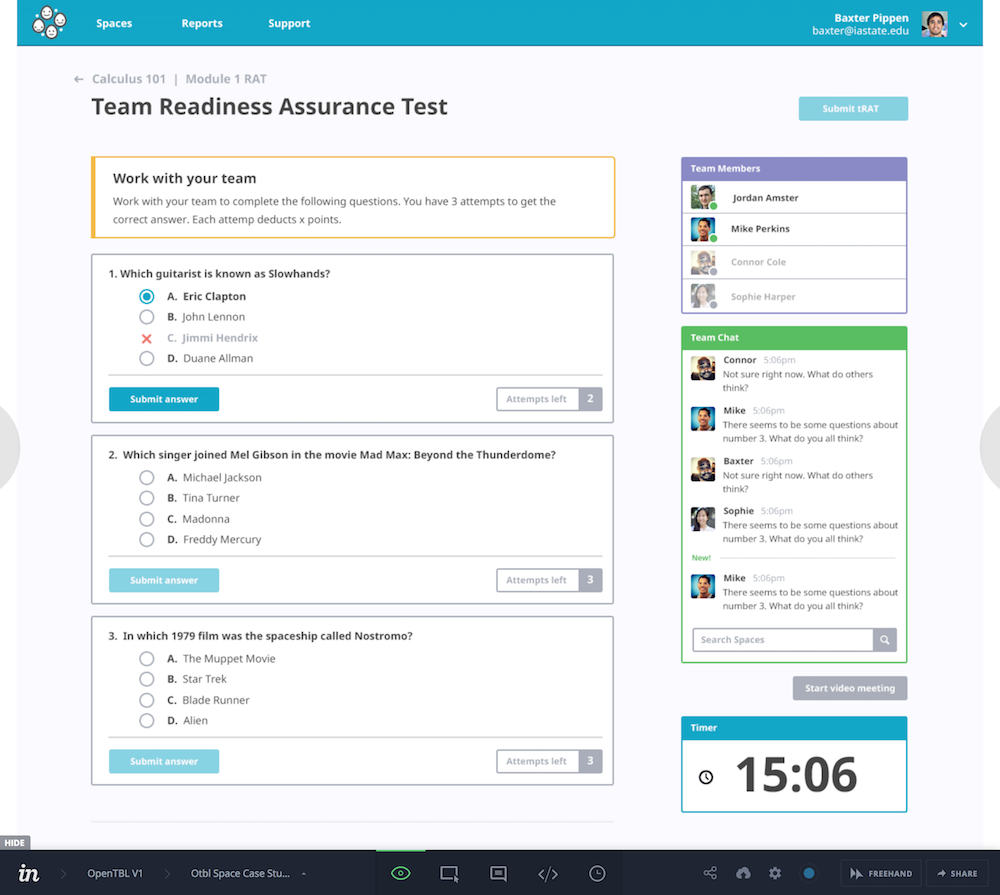 Spaces Reports Support
Baxter Pippen
baxter@iastate.edu
← Calculus 101 | Module 1 RAT
Team Readiness Assurance Test
Submit tRAT
Work with your team
Work with your team to complete the following questions. You have 3 attempts to get the
correct answer. Each attemp deducts x points.
1. Which guitarist is known as Slowhands?
A. Eric Clapton
B. John Lennon
C. Jimmi Hendrix
D. Duane Allman
Submit answer
Attempts left 2
2. Which singer joined Mel Gibson in the movie Mad Max: Beyond the Thunderdome?
A. Michael Jackson
B. Tina Turner
C. Madonna
D. Freddy Mercury
Submit answer
Attempts left 3
3. In which 1979 film was the spaceship called Nostromo?
A. The Muppet Movie
B. Star Trek
C. Blade Runner
D. Alien
Submit answer
Attempts left 3
Team Members
Jordan Amster
Mike Perkins
Connor Cole
Sophie Harper
Team Chat
Connor 5:06pm
Not sure right now. What do others
think?
Mike 5:06pm
There seems to be some questions about
number 3. What do you all think?
Baxter 5:06pm
Not sure right now. What do others
think?
Sophie 5:06pm
There seems to be some questions about
number 3. What do you all think?
New!
Mike 5:06pm
There seems to be some questions about
number 3. What do you all think?
Search Spaces
Start video meeting
Timer
15:06
HIDE
in OpenTBL V1 Otbl Space Case Stu... FREEHAND SHARE